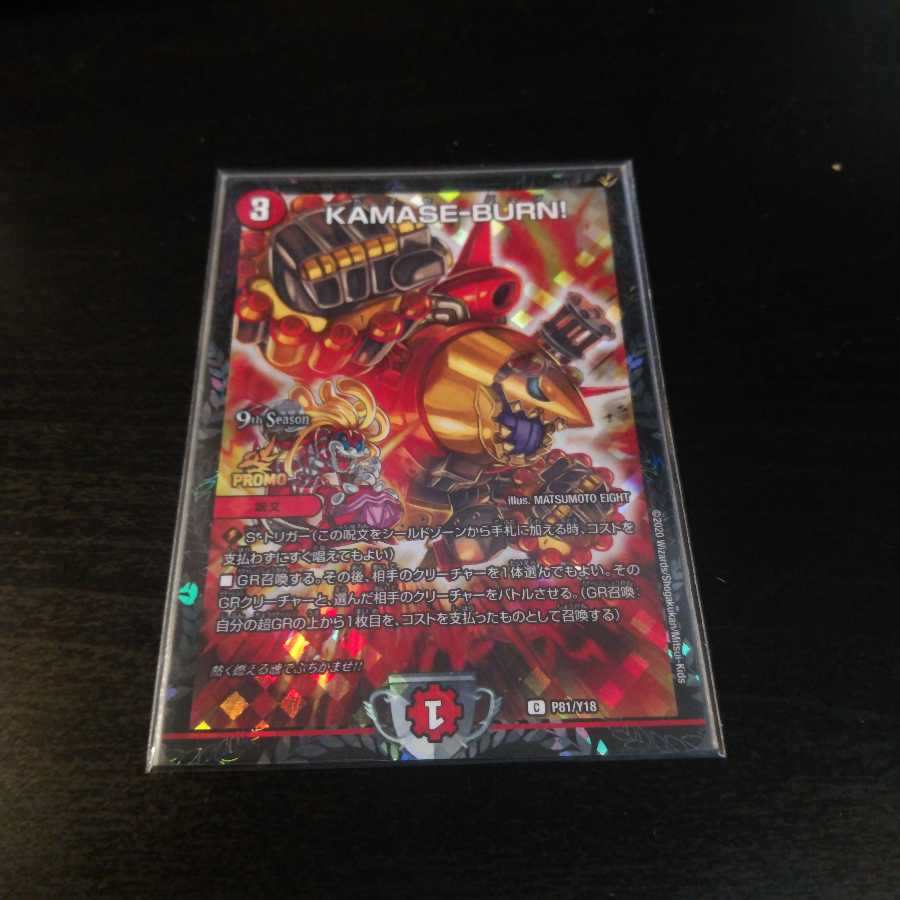 3
KAMASE-BURN!
9th Season
PROMO
呪文
illus. MATSUMOTO EIGHT
S・トリガー(この呪文をシールドゾーンから手札に加える時、コストを
支払わずにすぐ唱えてもよい)
GR召喚する。その後、相手のクリーチャーを1体選んでもよい。その
GRクリーチャーと、選んだ相手のクリーチャーをバトルさせる。(GR召喚:
自分の超GRの上から1枚目を、コストを支払ったものとして召喚する)
熱く燃える魂でぶちかませ!!
1
C P81/Y18
©2020 Wizards/Shogakukan/Mitsui-Kids